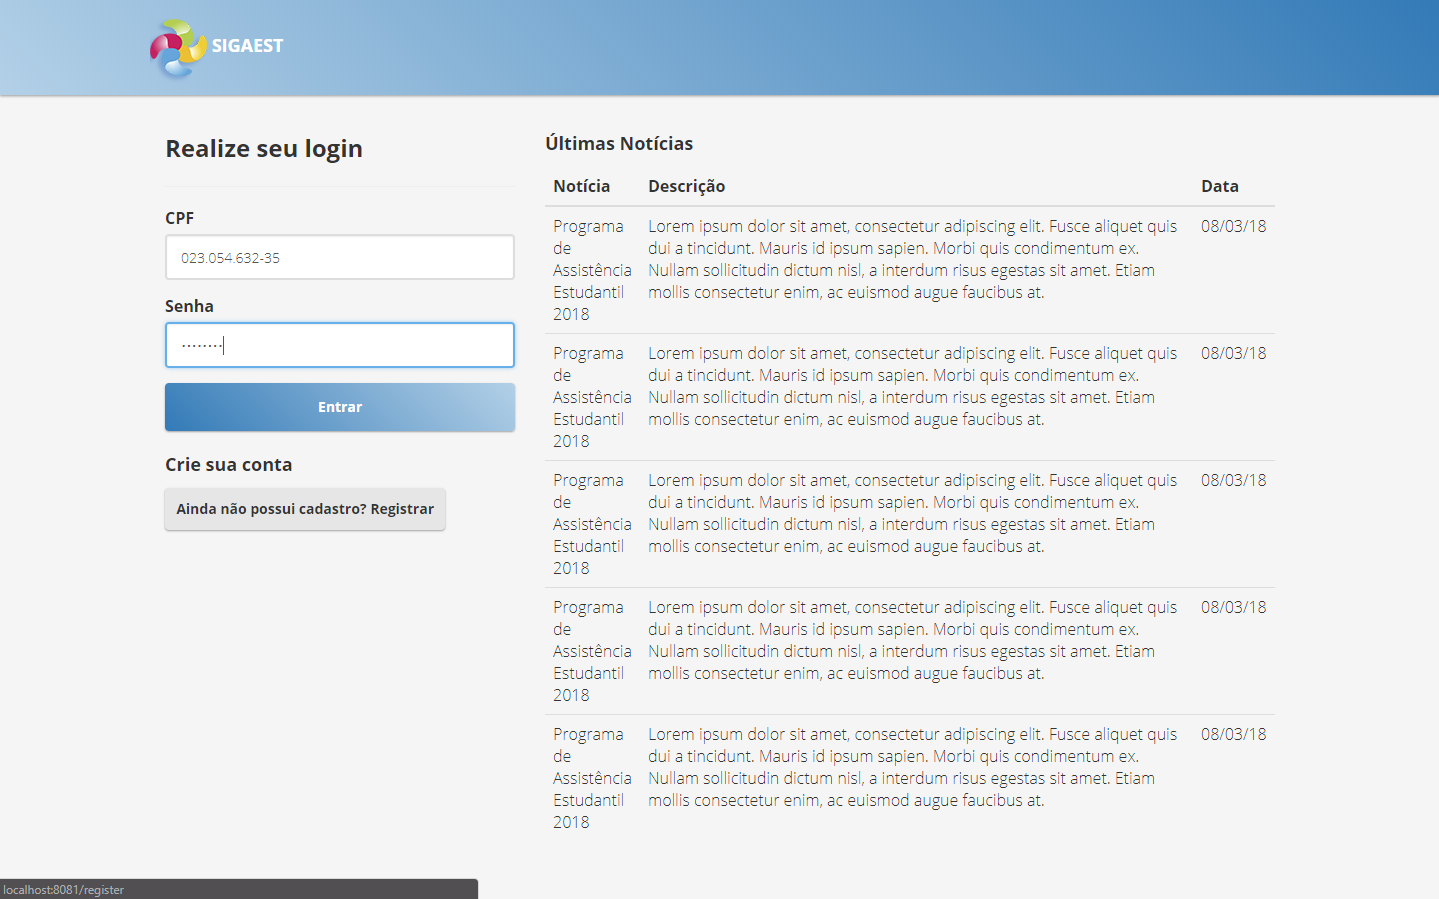 SIGAEST
Realize seu login
CPF
023.054.632-35
Senha
........
Entrar
Crie sua conta
Ainda não possui cadastro? Registrar
Últimas Notícias
Notícia Descrição Data
Programa
de
Assistência
Estudantil
2018
Lorem ipsum dolor sit amet, consectetur adipiscing elit. Fusce aliquet quis
dui a tincidunt. Mauris id ipsum sapien. Morbi quis condimentum ex.
Nullam sollicitudin dictum nisl, a interdum risus egestas sit amet. Etiam
mollis consectetur enim, ac euismod augue faucibus at.
08/03/18
Programa
de
Assistência
Estudantil
2018
Lorem ipsum dolor sit amet, consectetur adipiscing elit. Fusce aliquet quis
dui a tincidunt. Mauris id ipsum sapien. Morbi quis condimentum ex.
Nullam sollicitudin dictum nisl, a interdum risus egestas sit amet. Etiam
mollis consectetur enim, ac euismod augue faucibus at.
08/03/18
Programa
de
Assistência
Estudantil
2018
Lorem ipsum dolor sit amet, consectetur adipiscing elit. Fusce aliquet quis
dui a tincidunt. Mauris id ipsum sapien. Morbi quis condimentum ex.
Nullam sollicitudin dictum nisl, a interdum risus egestas sit amet. Etiam
mollis consectetur enim, ac euismod augue faucibus at.
08/03/18
Programa
de
Assistência
Estudantil
2018
Lorem ipsum dolor sit amet, consectetur adipiscing elit. Fusce aliquet quis
dui a tincidunt. Mauris id ipsum sapien. Morbi quis condimentum ex.
Nullam sollicitudin dictum nisl, a interdum risus egestas sit amet. Etiam
mollis consectetur enim, ac euismod augue faucibus at.
08/03/18
Programa
de
Assistência
Estudantil
2018
Lorem ipsum dolor sit amet, consectetur adipiscing elit. Fusce aliquet quis
dui a tincidunt. Mauris id ipsum sapien. Morbi quis condimentum ex.
Nullam sollicitudin dictum nisl, a interdum risus egestas sit amet. Etiam
mollis consectetur enim, ac euismod augue faucibus at.
08/03/18
localhost:8081/register